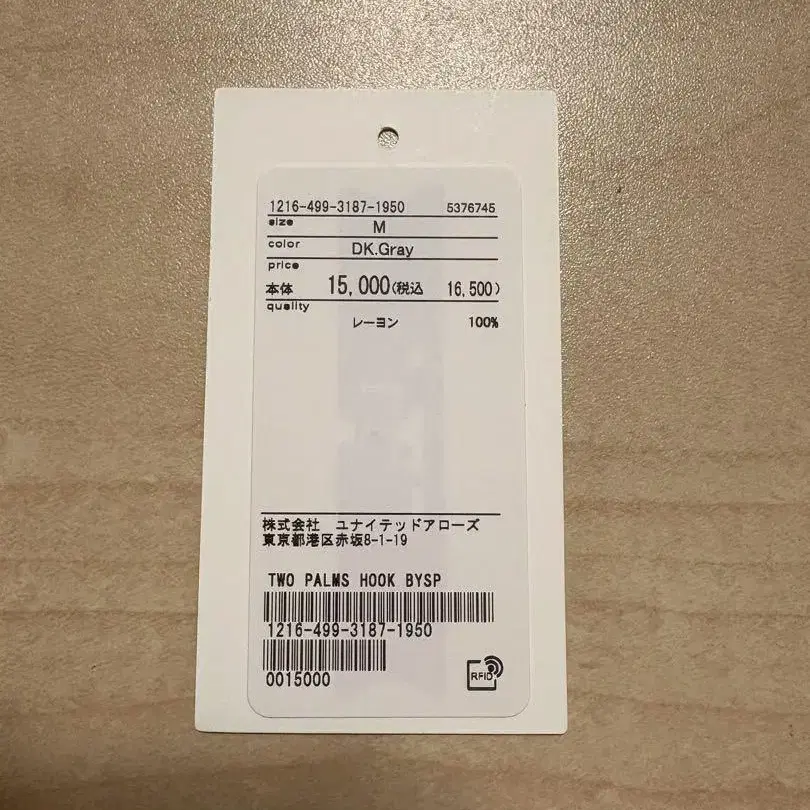 1216-499-3187-1950 5376745
size M
color DK.Gray
price
本体 15,000(税込 16,500)
quality
レーヨン 100%
株式会社 ユナイテッドアローズ
東京都港区赤坂8-1-19
TWO PALMS HOOK BYSP
1216-499-3187-1950
0015000
RFID